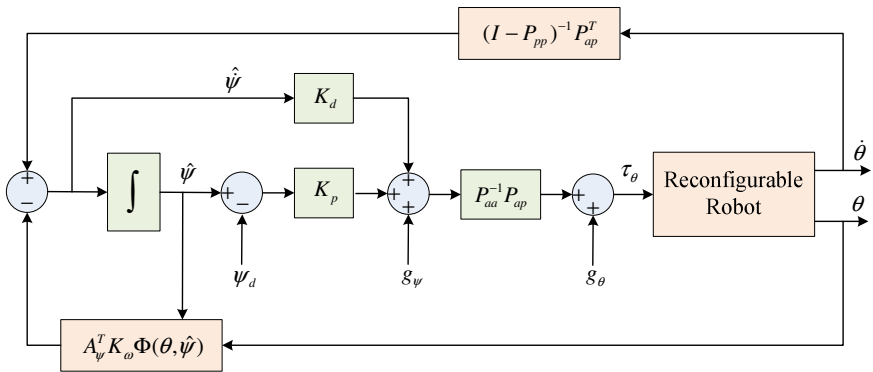 (I − P_pp)⁻¹ P_ap^T
ψ̂̇
K_d
θ̇
+
−
∫
ψ̂
+
−
K_p
+
+
+
P_aa⁻¹ P_ap
+
+
τ_θ
Reconfigurable
Robot
θ
ψ_d
g_ψ
g_θ
A_ψ^T K_ω Φ(θ, ψ̂)